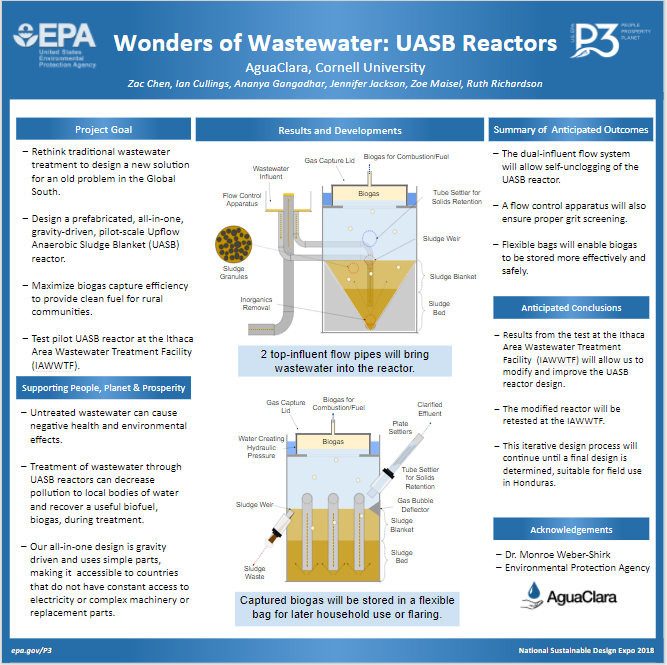 EPA
United States
Environmental
Protection Agency
Wonders of Wastewater: UASB Reactors
AguaClara, Cornell University
Zac Chen, Ian Cullings, Ananya Gangadhar, Jennifer Jackson, Zoe Maisel, Ruth Richardson
US EPA
P3
PEOPLE
PROSPERITY
PLANET
Project Goal
– Rethink traditional wastewater
treatment to design a new solution
for an old problem in the Global
South.
– Design a prefabricated, all-in-one,
gravity-driven, pilot-scale Upflow
Anaerobic Sludge Blanket (UASB)
reactor.
– Maximize biogas capture efficiency
to provide clean fuel for rural
communities.
– Test pilot UASB reactor at the Ithaca
Area Wastewater Treatment Facility
(IAWWTF).
Supporting People, Planet & Prosperity
– Untreated wastewater can cause
negative health and environmental
effects.
– Treatment of wastewater through
UASB reactors can decrease
pollution to local bodies of water
and recover a useful biofuel,
biogas, during treatment.
– Our all-in-one design is gravity
driven and uses simple parts,
making it accessible to countries
that do not have constant access to
electricity or complex machinery or
replacement parts.
Results and Developments
Gas Capture Lid
Biogas for Combustion/Fuel
Wastewater
Influent
Biogas
Flow Control
Apparatus
Tube Settler for
Solids Retention
Sludge Weir
Sludge
Granules
Sludge Blanket
Inorganics
Removal
Sludge
Bed
2 top-influent flow pipes will bring
wastewater into the reactor.
Gas Capture
Lid
Biogas for
Combustion/Fuel
Clarified
Effluent
Plate
Settlers
Water Creating
Hydraulic
Pressure
Biogas
Tube Settler for
Solids
Retention
Sludge Weir
Gas Bubble
Deflector
Sludge
Blanket
Sludge
Bed
Sludge
Waste
Captured biogas will be stored in a flexible
bag for later household use or flaring.
Summary of Anticipated Outcomes
– The dual-influent flow system
will allow self-unclogging of the
UASB reactor.
– A flow control apparatus will also
ensure proper grit screening.
– Flexible bags will enable biogas
to be stored more effectively and
safely.
Anticipated Conclusions
– Results from the test at the Ithaca
Area Wastewater Treatment
Facility (IAWWTF) will allow us to
modify and improve the UASB
reactor design.
– The modified reactor will be
retested at the IAWWTF.
– This iterative design process will
continue until a final design is
determined, suitable for field use
in Honduras.
Acknowledgements
– Dr. Monroe Weber-Shirk
– Environmental Protection Agency
AguaClara
epa.gov/P3
National Sustainable Design Expo 2018